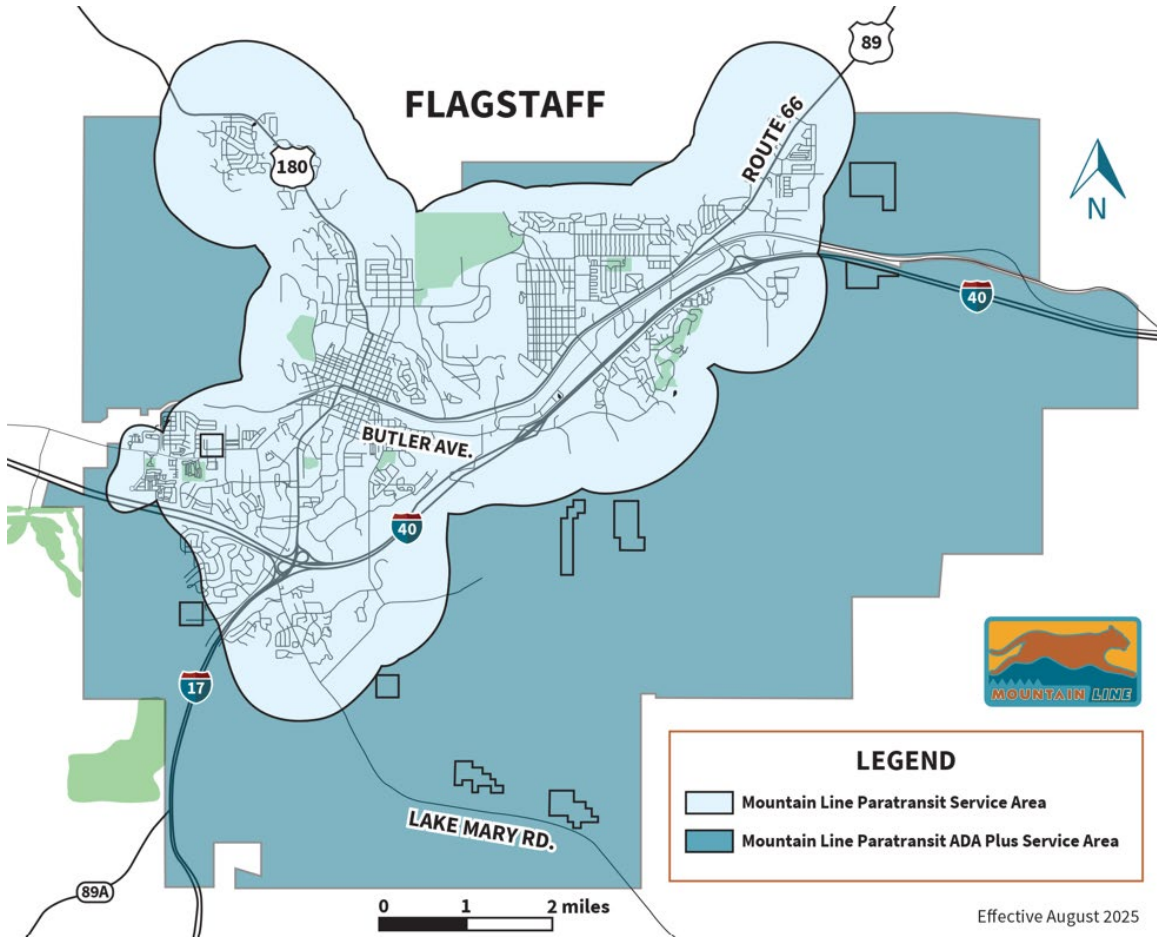 FLAGSTAFF
89
ROUTE 66
180
N
40
BUTLER AVE.
40
17
MOUNTAIN LINE
LEGEND
Mountain Line Paratransit Service Area
Mountain Line Paratransit ADA Plus Service Area
LAKE MARY RD.
89A
0 1 2 miles
Effective August 2025